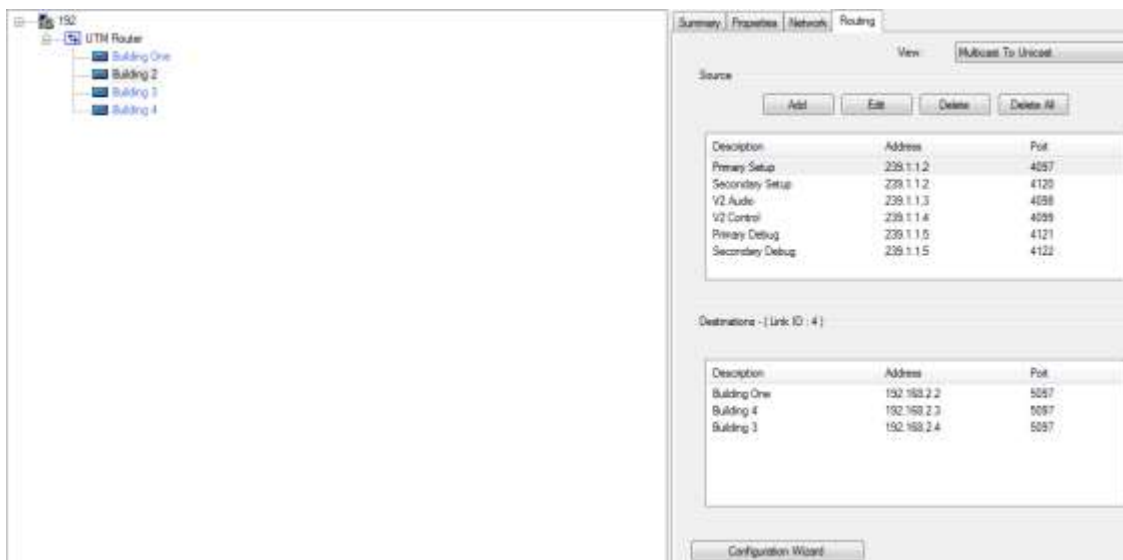 192
UTM Router
Building One
Building 2
Building 3
Building 4
Summary Properties Network Routing
View: Multicast To Unicast
Source
Add Edit Delete Delete All
Description Address Port
Primary Setup 239.1.1.2 4097
Secondary Setup 239.1.1.2 4120
V2 Audio 239.1.1.3 4098
V2 Control 239.1.1.4 4099
Primary Debug 239.1.1.5 4121
Secondary Debug 239.1.1.5 4122
Destinations - ( Link ID : 4 )
Description Address Port
Building One 192.168.2.2 5097
Building 4 192.168.2.3 5097
Building 3 192.168.2.4 5097
Configuration Wizard